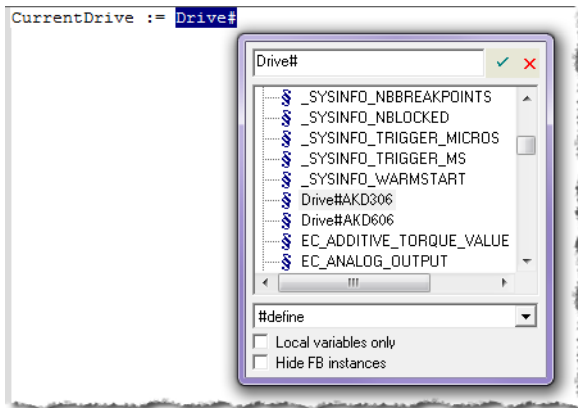 CurrentDrive := Drive#
Drive#
_SYSINFO_NBBREAKPOINTS
_SYSINFO_NBLOCKED
_SYSINFO_TRIGGER_MICROS
_SYSINFO_TRIGGER_MS
_SYSINFO_WARMSTART
Drive#AKD306
Drive#AKD606
EC_ADDITIVE_TORQUE_VALUE
EC_ANALOG_OUTPUT
#define
Local variables only
Hide FB instances